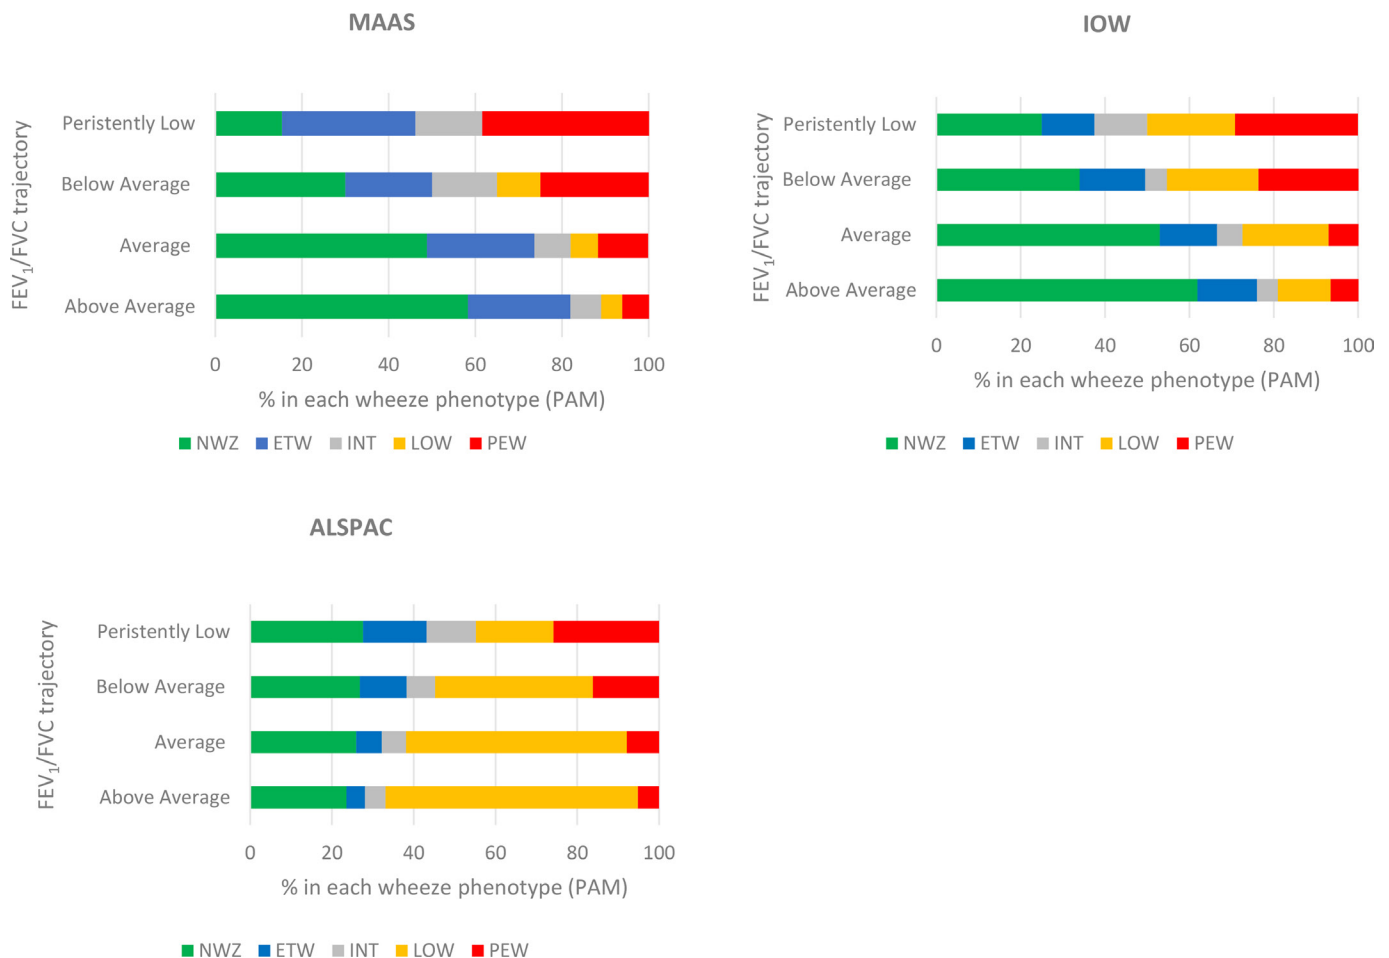 MAAS
FEV₁/FVC trajectory
Peristently Low
Below Average
Average
Above Average
0 20 40 60 80 100
% in each wheeze phenotype (PAM)
NWZ ETW INT LOW PEW
IOW
FEV₁/FVC trajectory
Peristently Low
Below Average
Average
Above Average
0 20 40 60 80 100
% in each wheeze phenotype (PAM)
NWZ ETW INT LOW PEW
ALSPAC
FEV₁/FVC trajectory
Peristently Low
Below Average
Average
Above Average
0 20 40 60 80 100
% in each wheeze phenotype (PAM)
NWZ ETW INT LOW PEW